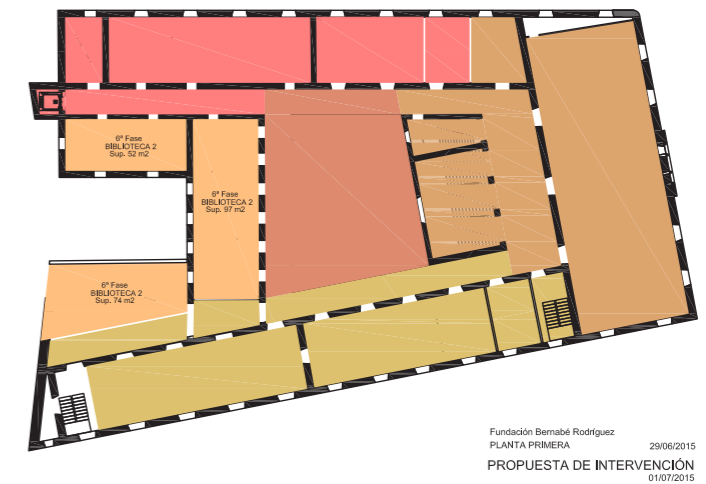 6ª Fase
BIBLIOTECA 2
Sup. 52 m2
6ª Fase
BIBLIOTECA 2
Sup. 97 m2
6ª Fase
BIBLIOTECA 2
Sup. 74 m2
Fundación Bernabé Rodríguez
PLANTA PRIMERA 29/06/2015
PROPUESTA DE INTERVENCIÓN
01/07/2015